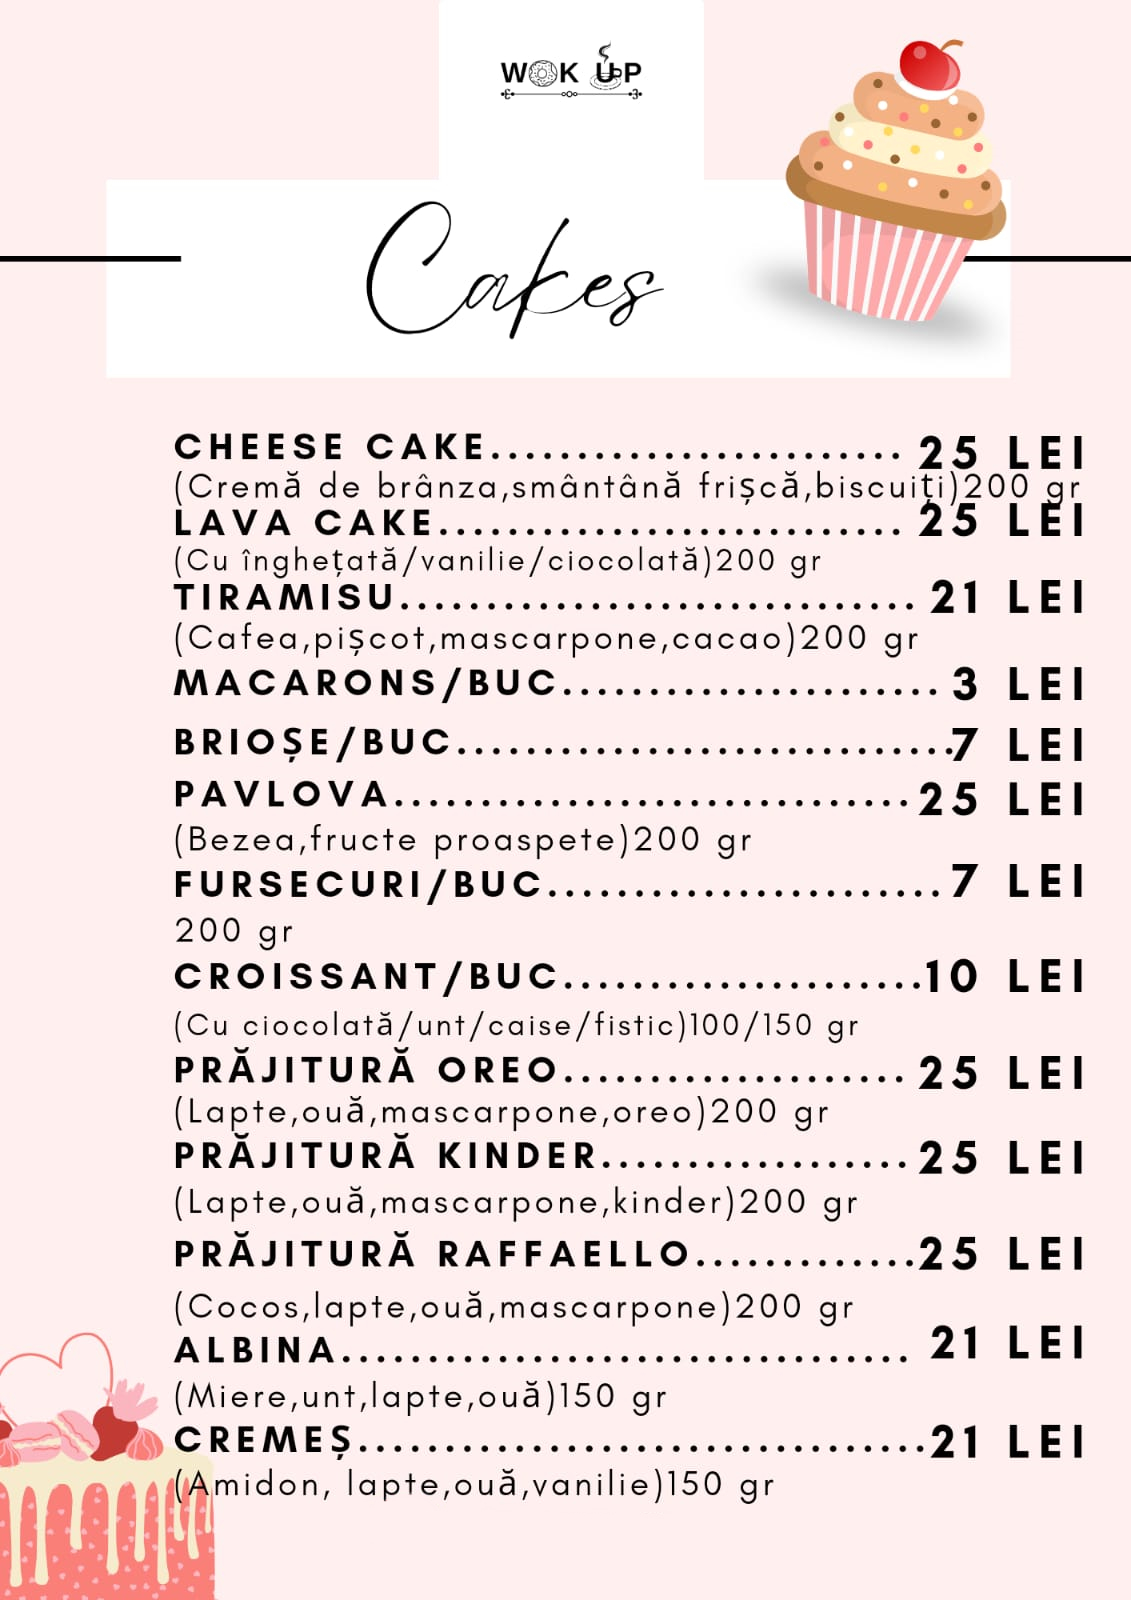 WOK UP
Cakes
CHEESE CAKE........................ 25 LEI
(Cremă de brânza,smântână frișcă,biscuiți)200 gr
LAVA CAKE........................... 25 LEI
(Cu înghețată/vanilie/ciocolată)200 gr
TIRAMISU.............................. 21 LEI
(Cafea,pișcot,mascarpone,cacao)200 gr
MACARONS/BUC...................... 3 LEI
BRIOȘE/BUC.............................7 LEI
PAVLOVA..............................25 LEI
(Bezea,fructe proaspete)200 gr
FURSECURI/BUC....................... 7 LEI
200 gr
CROISSANT/BUC.....................10 LEI
(Cu ciocolată/unt/caise/fistic)100/150 gr
PRĂJITURĂ OREO.................... 25 LEI
(Lapte,ouă,mascarpone,oreo)200 gr
PRĂJITURĂ KINDER.................. 25 LEI
(Lapte,ouă,mascarpone,kinder)200 gr
PRĂJITURĂ RAFFAELLO.............25 LEI
(Cocos,lapte,ouă,mascarpone)200 gr
ALBINA................................. 21 LEI
(Miere,unt,lapte,ouă)150 gr
CREMEȘ.................................21 LEI
(Amidon, lapte,ouă,vanilie)150 gr